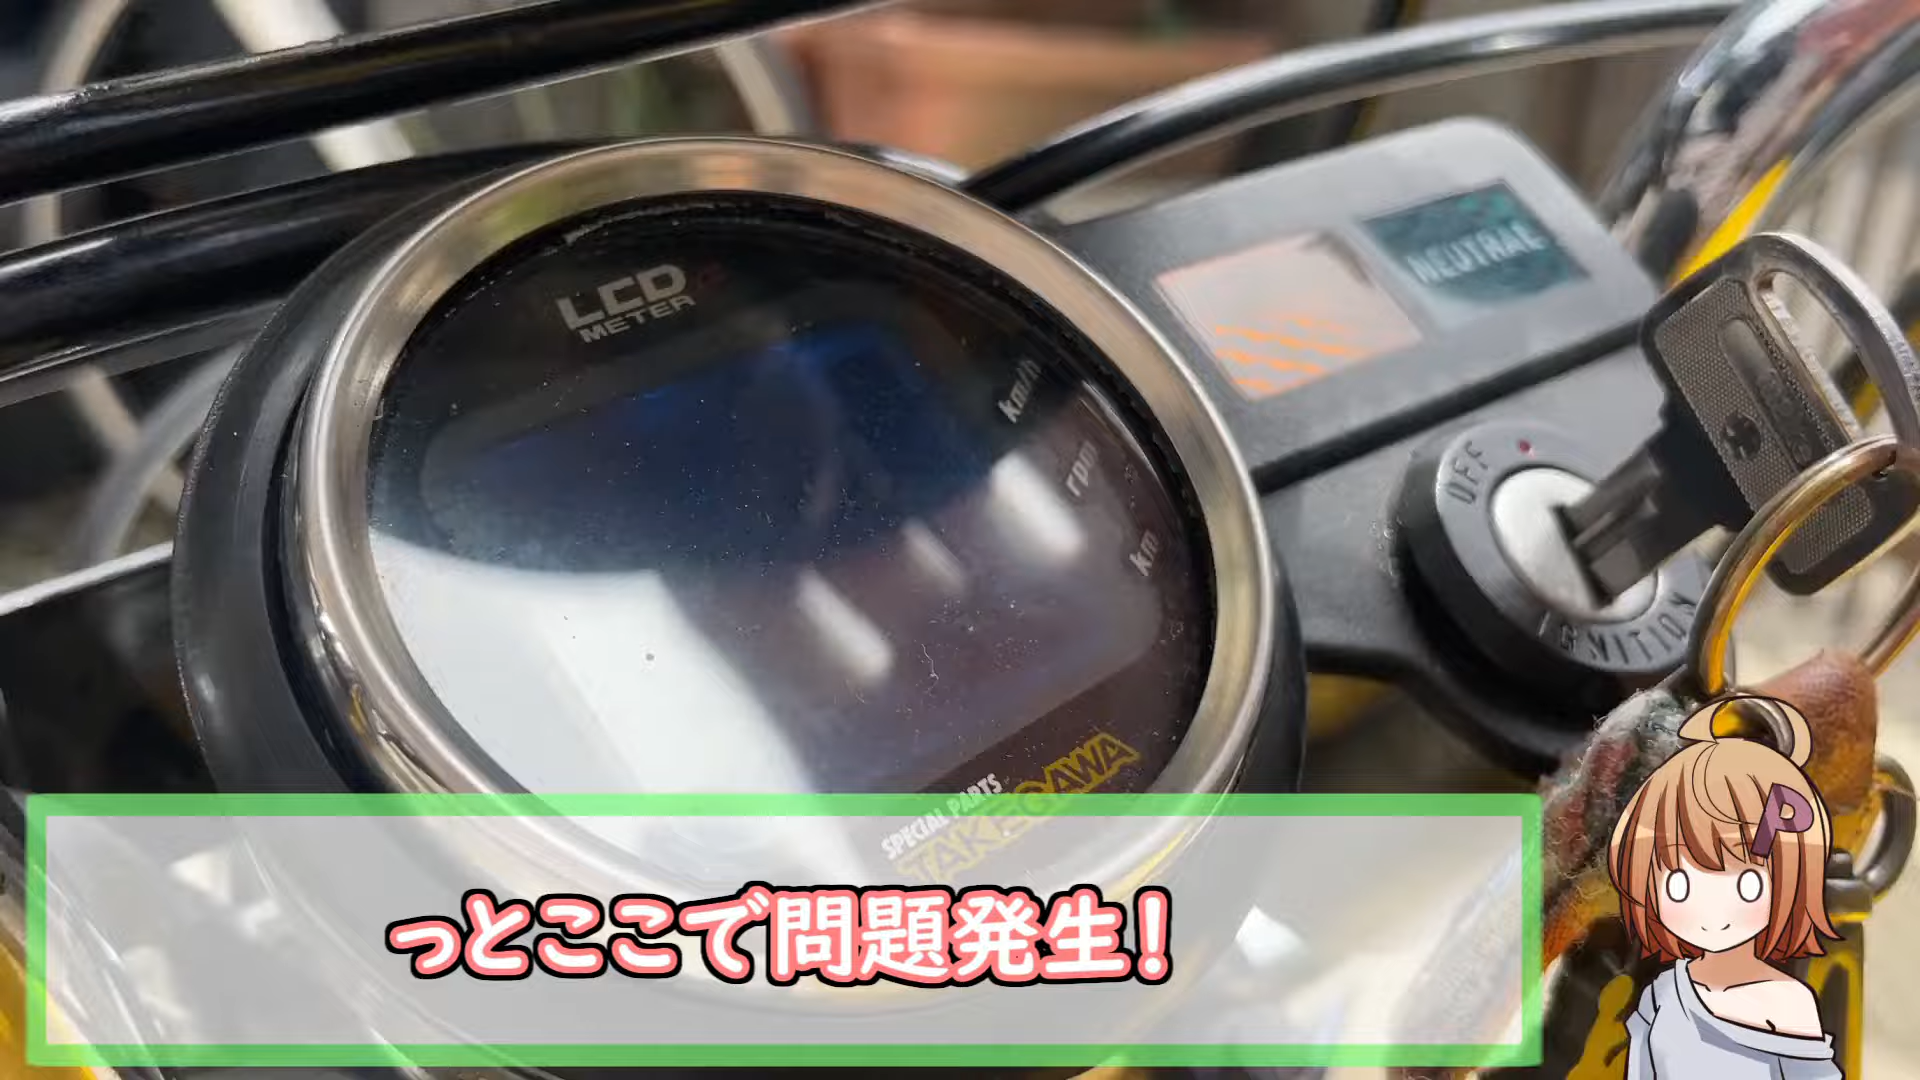 LCD
METER
km/h
rpm
km
NEUTRAL
OFF
IGNITION
SPECIAL PARTS
TAKEGAWA
P
っとここで問題発生!